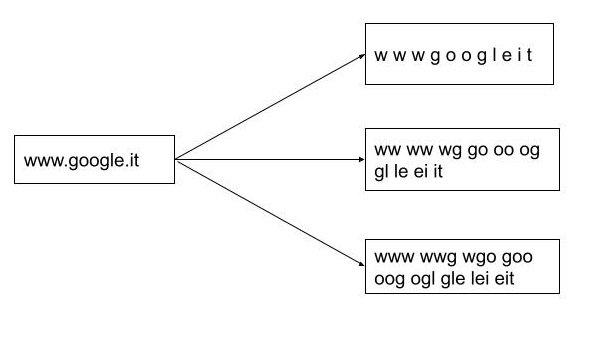 www.google.it
w w w g o o g l e i t
ww ww wg go oo og
gl le ei it
www wwg wgo goo
oog ogl gle lei eit